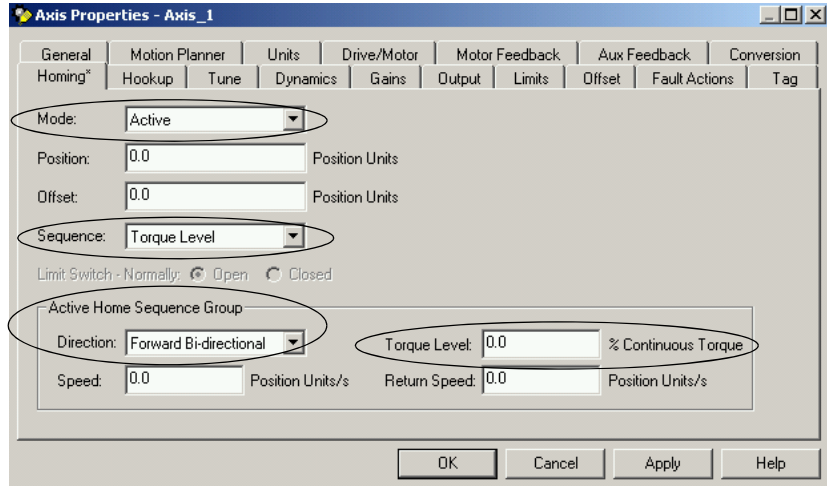 Axis Properties - Axis_1
General Motion Planner Units Drive/Motor Motor Feedback Aux Feedback Conversion
Homing* Hookup Tune Dynamics Gains Output Limits Offset Fault Actions Tag
Mode: Active
Position: 0.0 Position Units
Offset: 0.0 Position Units
Sequence: Torque Level
Limit Switch - Normally: Open Closed
Active Home Sequence Group
Direction: Forward Bi-directional Torque Level: 0.0 % Continuous Torque
Speed: 0.0 Position Units/s Return Speed: 0.0 Position Units/s
OK Cancel Apply Help